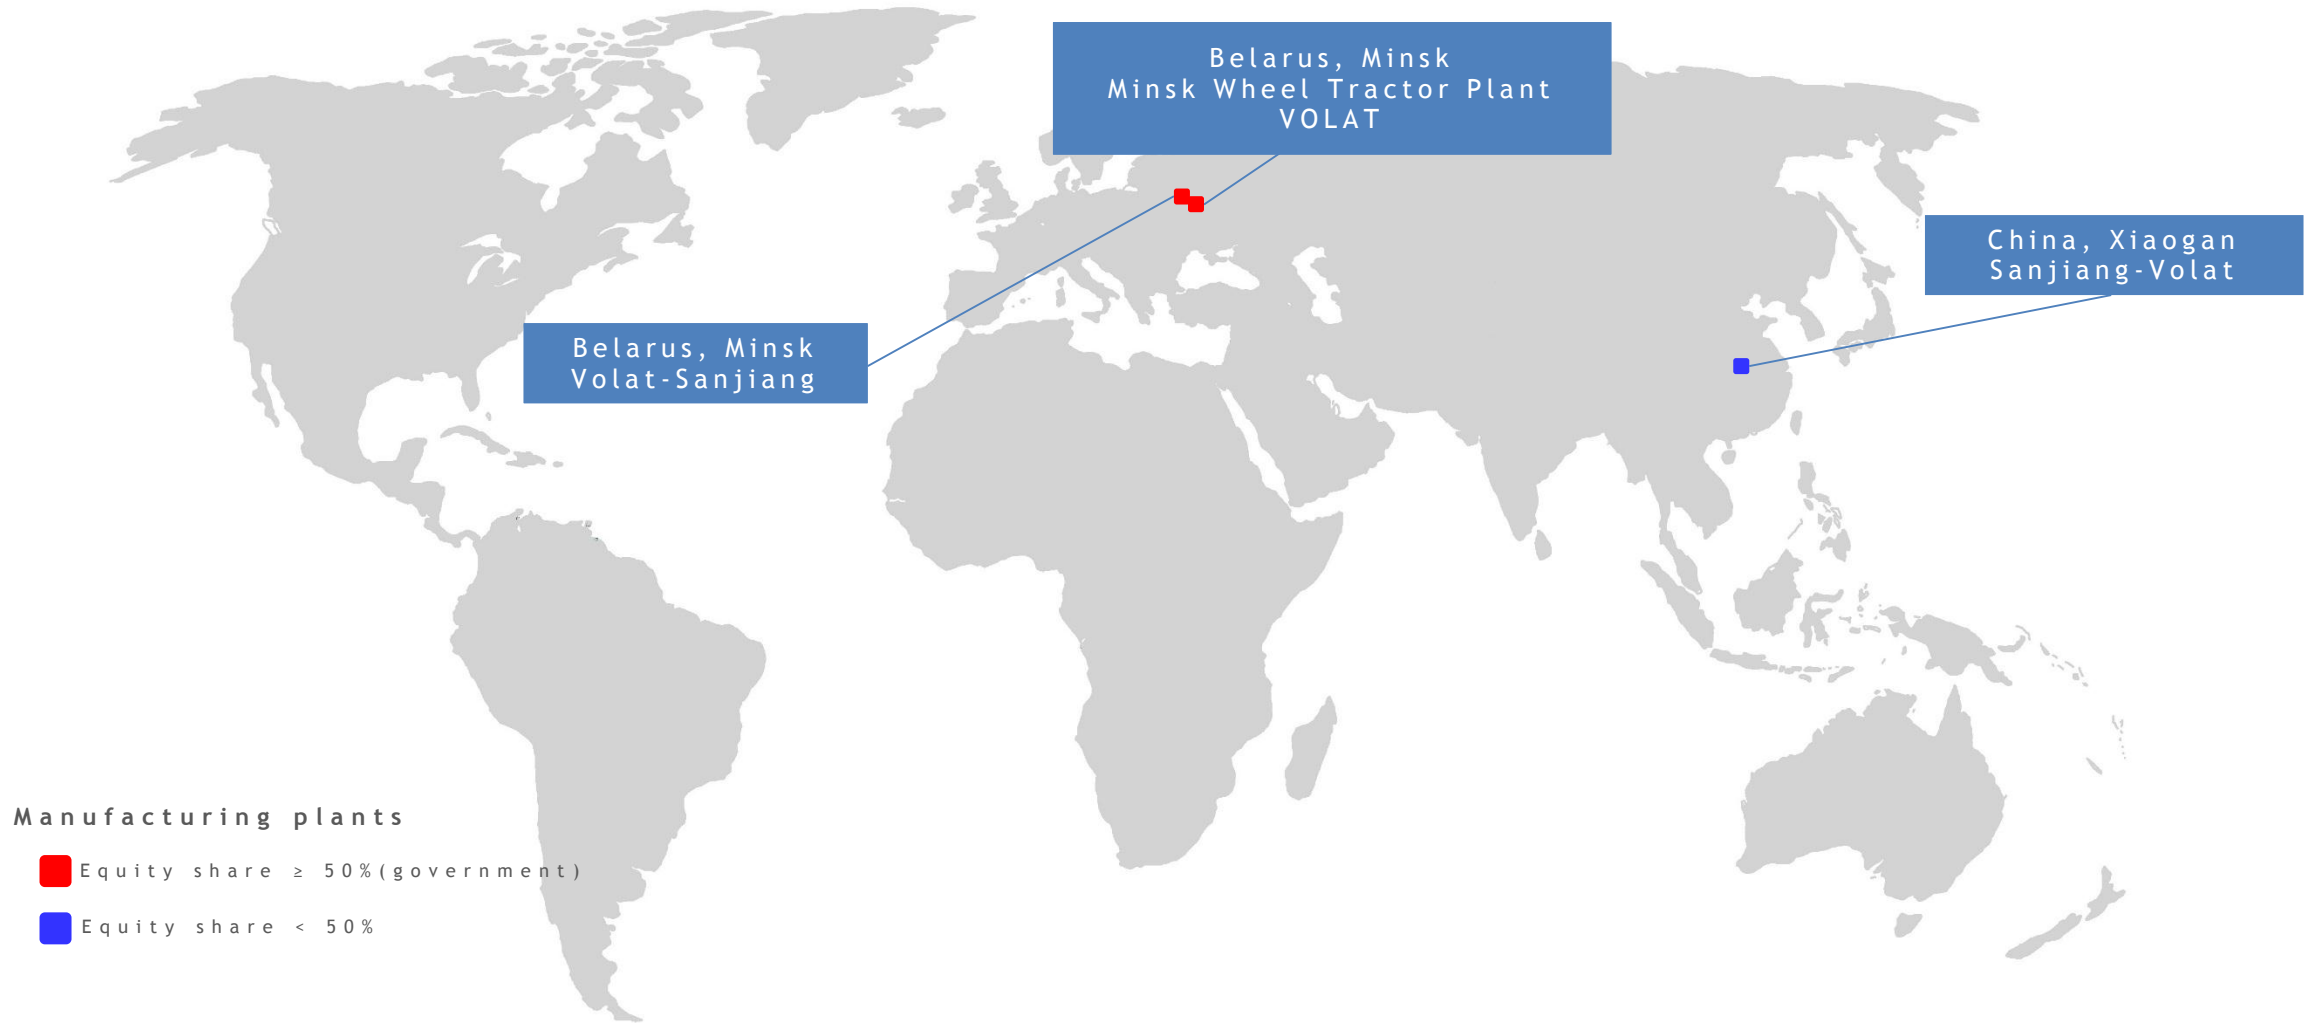 Belarus, Minsk
Minsk Wheel Tractor Plant
VOLAT
China, Xiaogan
Sanjiang-Volat
Belarus, Minsk
Volat-Sanjiang
Manufacturing plants
Equity share ≥ 50%(government)
Equity share < 50%